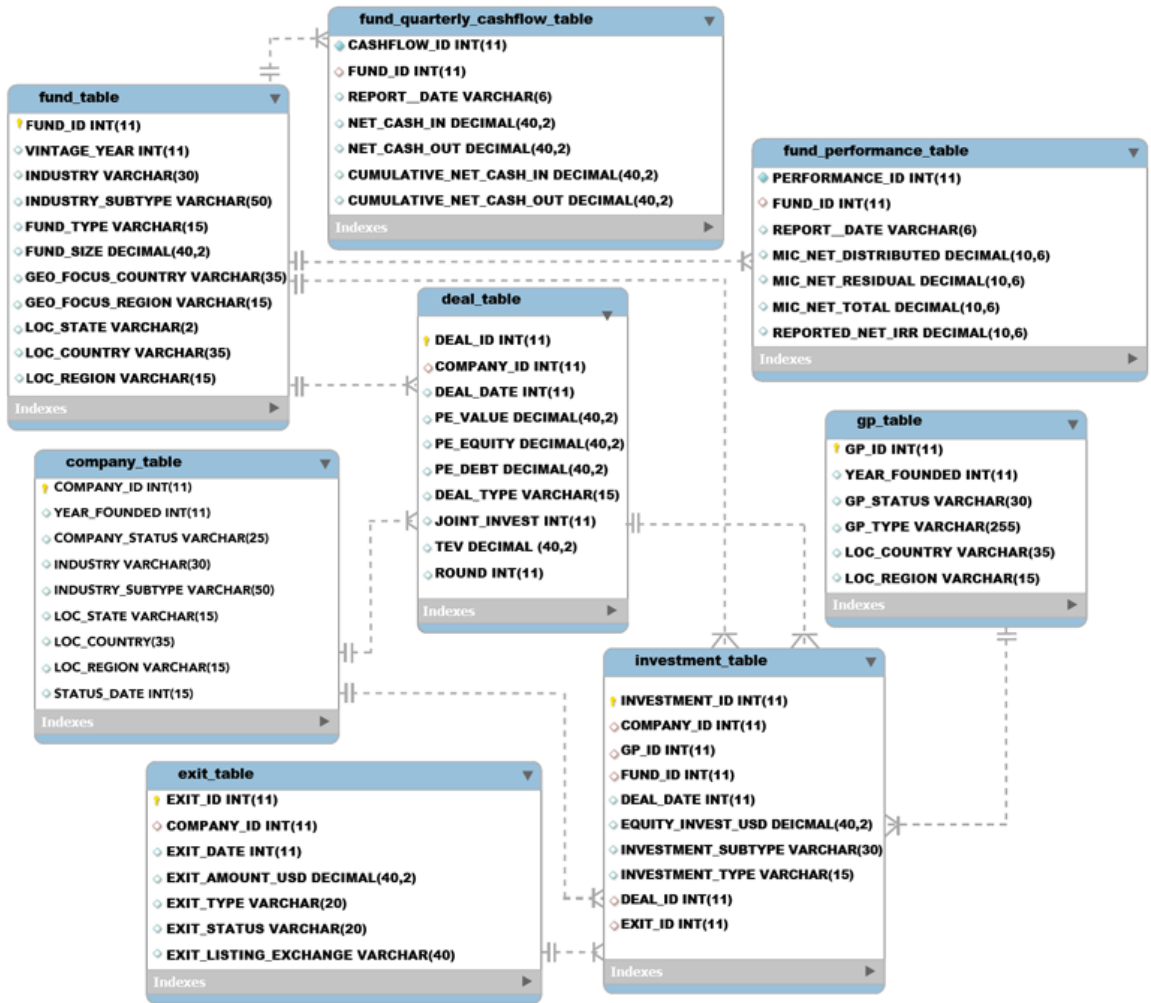 fund_quarterly_cashflow_table
CASHFLOW_ID INT(11)
FUND_ID INT(11)
REPORT__DATE VARCHAR(6)
NET_CASH_IN DECIMAL(40,2)
NET_CASH_OUT DECIMAL(40,2)
CUMULATIVE_NET_CASH_IN DECIMAL(40,2)
CUMULATIVE_NET_CASH_OUT DECIMAL(40,2)
Indexes
fund_table
FUND_ID INT(11)
VINTAGE_YEAR INT(11)
INDUSTRY VARCHAR(30)
INDUSTRY_SUBTYPE VARCHAR(50)
FUND_TYPE VARCHAR(15)
FUND_SIZE DECIMAL(40,2)
GEO_FOCUS_COUNTRY VARCHAR(35)
GEO_FOCUS_REGION VARCHAR(15)
LOC_STATE VARCHAR(2)
LOC_COUNTRY VARCHAR(35)
LOC_REGION VARCHAR(15)
Indexes
fund_performance_table
PERFORMANCE_ID INT(11)
FUND_ID INT(11)
REPORT__DATE VARCHAR(6)
MIC_NET_DISTRIBUTED DECIMAL(10,6)
MIC_NET_RESIDUAL DECIMAL(10,6)
MIC_NET_TOTAL DECIMAL(10,6)
REPORTED_NET_IRR DECIMAL(10,6)
Indexes
deal_table
DEAL_ID INT(11)
COMPANY_ID INT(11)
DEAL_DATE INT(11)
PE_VALUE DECIMAL(40,2)
PE_EQUITY DECIMAL(40,2)
PE_DEBT DECIMAL(40,2)
DEAL_TYPE VARCHAR(15)
JOINT_INVEST INT(11)
TEV DECIMAL (40,2)
ROUND INT(11)
Indexes
gp_table
GP_ID INT(11)
YEAR_FOUNDED INT(11)
GP_STATUS VARCHAR(30)
GP_TYPE VARCHAR(255)
LOC_COUNTRY VARCHAR(35)
LOC_REGION VARCHAR(15)
Indexes
company_table
COMPANY_ID INT(11)
YEAR_FOUNDED INT(11)
COMPANY_STATUS VARCHAR(25)
INDUSTRY VARCHAR(30)
INDUSTRY_SUBTYPE VARCHAR(50)
LOC_STATE VARCHAR(15)
LOC_COUNTRY(35)
LOC_REGION VARCHAR(15)
STATUS_DATE INT(15)
Indexes
investment_table
INVESTMENT_ID INT(11)
COMPANY_ID INT(11)
GP_ID INT(11)
FUND_ID INT(11)
DEAL_DATE INT(11)
EQUITY_INVEST_USD DEICMAL(40,2)
INVESTMENT_SUBTYPE VARCHAR(30)
INVESTMENT_TYPE VARCHAR(15)
DEAL_ID INT(11)
EXIT_ID INT(11)
Indexes
exit_table
EXIT_ID INT(11)
COMPANY_ID INT(11)
EXIT_DATE INT(11)
EXIT_AMOUNT_USD DECIMAL(40,2)
EXIT_TYPE VARCHAR(20)
EXIT_STATUS VARCHAR(20)
EXIT_LISTING_EXCHANGE VARCHAR(40)
Indexes